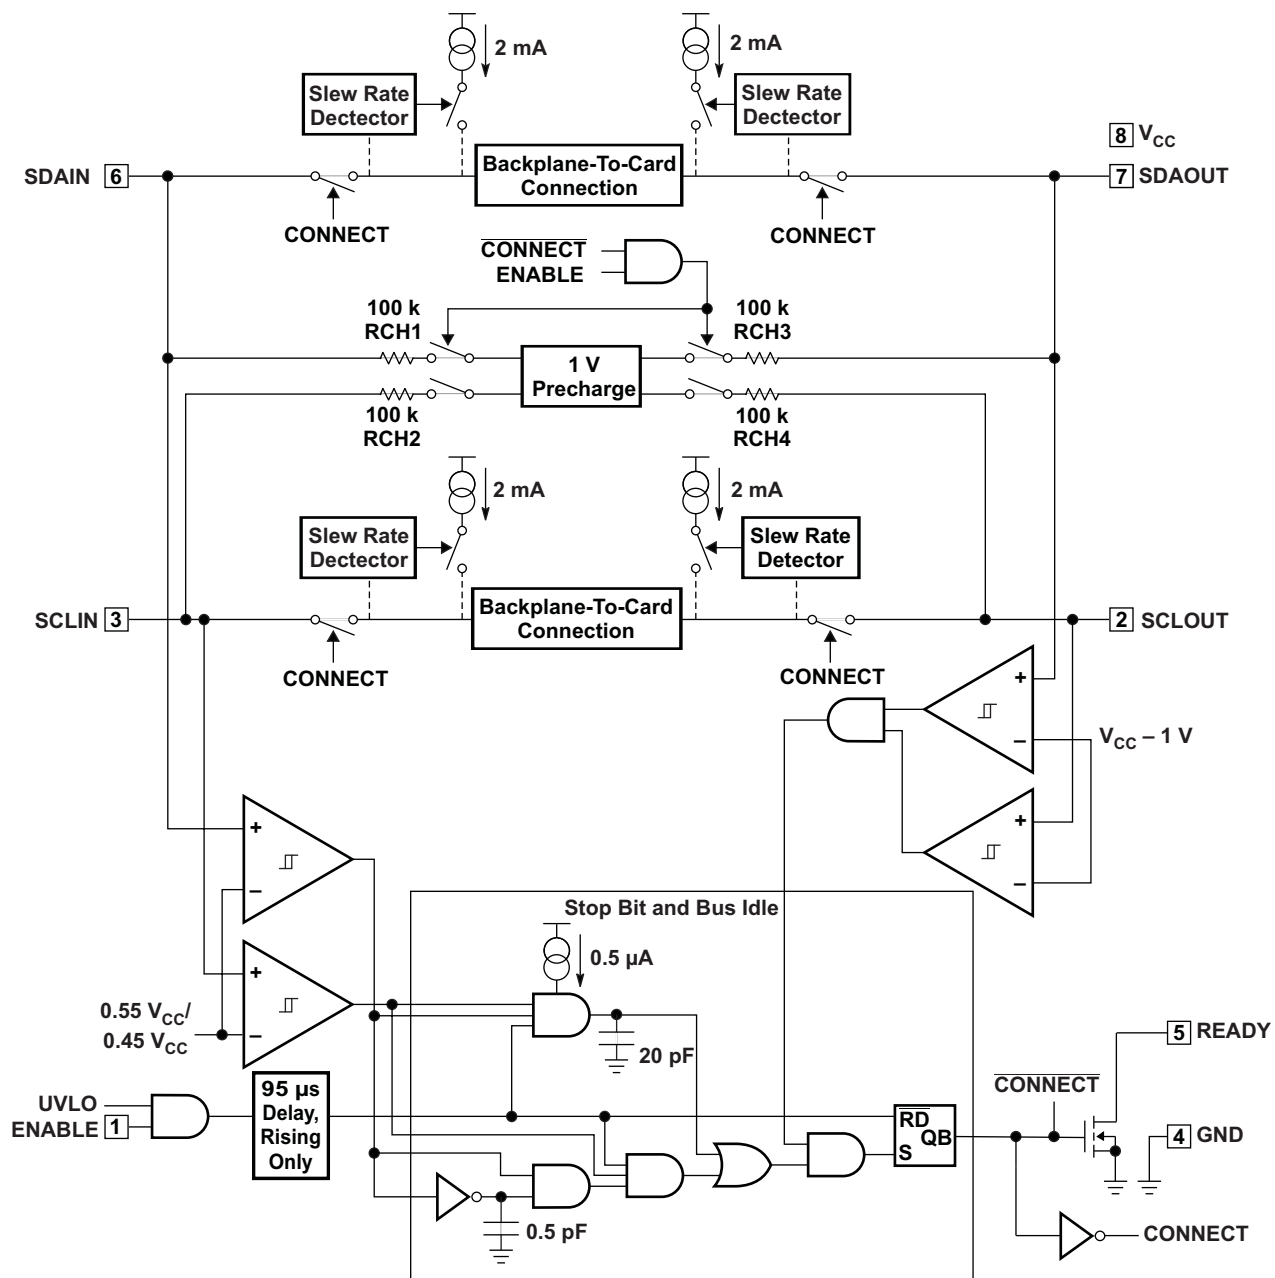 2 mA
2 mA
Slew Rate
Dectector
Slew Rate
Dectector
8 VCC
SDAIN 6
Backplane-To-Card
Connection
7 SDAOUT
CONNECT
CONNECT
CONNECT
ENABLE
100 k
RCH1
100 k
RCH3
1 V
Precharge
100 k
RCH2
100 k
RCH4
2 mA
2 mA
Slew Rate
Dectector
Slew Rate
Detector
SCLIN 3
Backplane-To-Card
Connection
2 SCLOUT
CONNECT
CONNECT
+
–
VCC – 1 V
+
–
+
–
Stop Bit and Bus Idle
0.5 µA
+
–
0.55 VCC/
0.45 VCC
20 pF
5 READY
CONNECT
UVLO
ENABLE 1
95 µs
Delay,
Rising
Only
RD
QB
S
4 GND
0.5 pF
CONNECT